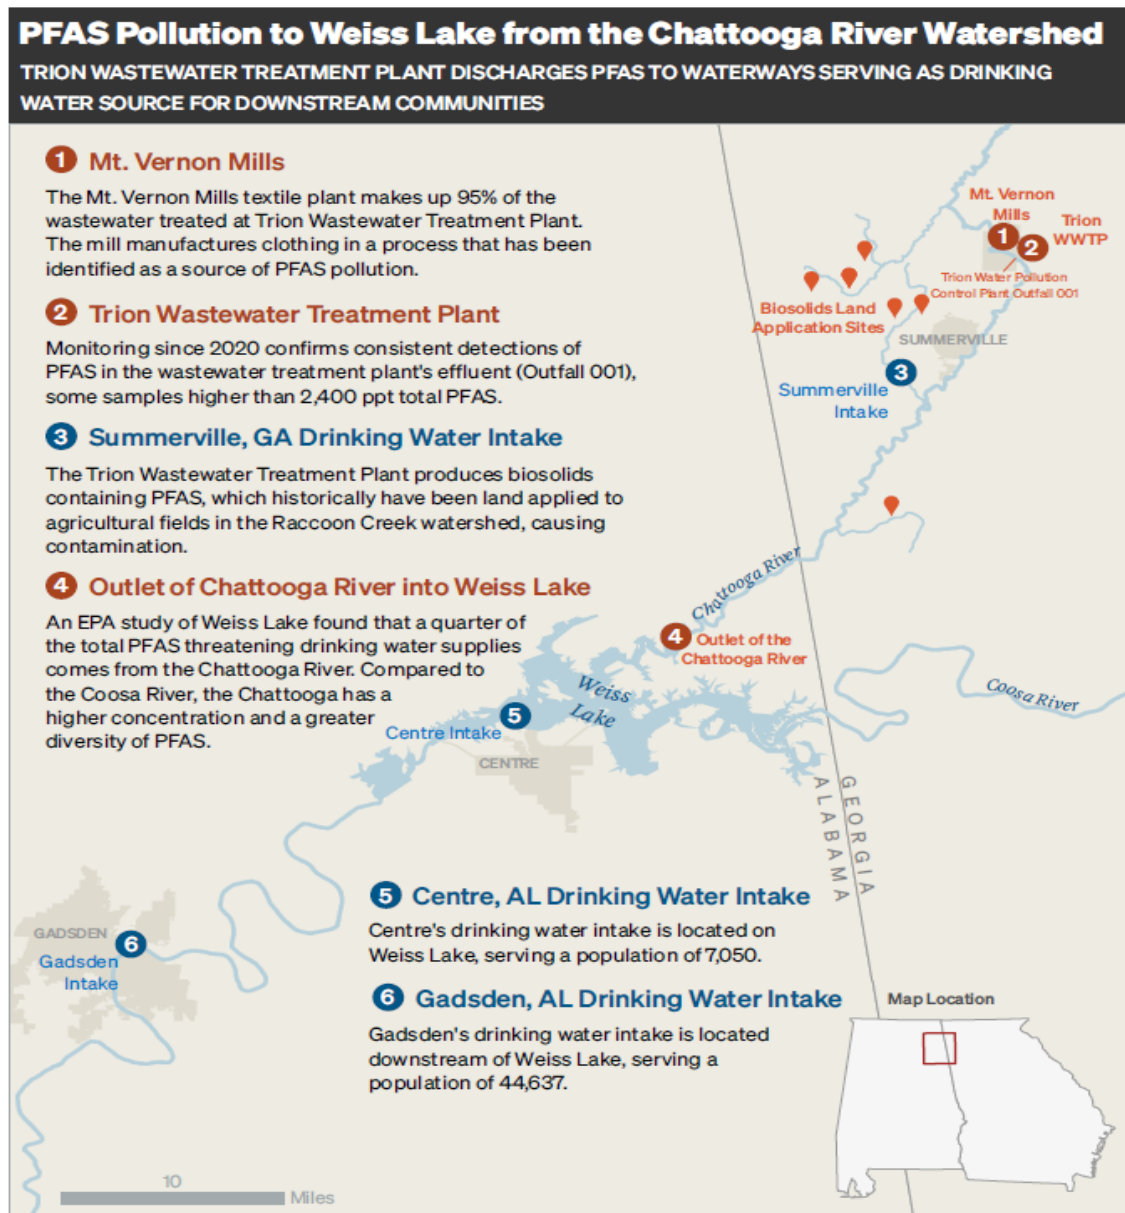 PFAS Pollution to Weiss Lake from the Chattooga River Watershed
TRION WASTEWATER TREATMENT PLANT DISCHARGES PFAS TO WATERWAYS SERVING AS DRINKING
WATER SOURCE FOR DOWNSTREAM COMMUNITIES
1 Mt. Vernon Mills
The Mt. Vernon Mills textile plant makes up 95% of the
wastewater treated at Trion Wastewater Treatment Plant.
The mill manufactures clothing in a process that has been
identified as a source of PFAS pollution.
2 Trion Wastewater Treatment Plant
Monitoring since 2020 confirms consistent detections of
PFAS in the wastewater treatment plant's effluent (Outfall 001),
some samples higher than 2,400 ppt total PFAS.
3 Summerville, GA Drinking Water Intake
The Trion Wastewater Treatment Plant produces biosolids
containing PFAS, which historically have been land applied to
agricultural fields in the Raccoon Creek watershed, causing
contamination.
4 Outlet of Chattooga River into Weiss Lake
An EPA study of Weiss Lake found that a quarter of
the total PFAS threatening drinking water supplies
comes from the Chattooga River. Compared to
the Coosa River, the Chattooga has a
higher concentration and a greater
diversity of PFAS.
Mt. Vernon
Mills
1
Trion
WWTP
2
Trion Water Pollution
Control Plant Outfall 001
Biosolids Land
Application Sites
SUMMERVILLE
3
Summerville
Intake
Chattooga River
4
Outlet of the
Chattooga River
Weiss
Lake
Coosa River
5
Centre Intake
CENTRE
GEORGIA
ALABAMA
5 Centre, AL Drinking Water Intake
Centre's drinking water intake is located on
Weiss Lake, serving a population of 7,050.
6 Gadsden, AL Drinking Water Intake
Gadsden's drinking water intake is located
downstream of Weiss Lake, serving a
population of 44,637.
GADSDEN
6
Gadsden
Intake
Map Location
10
Miles